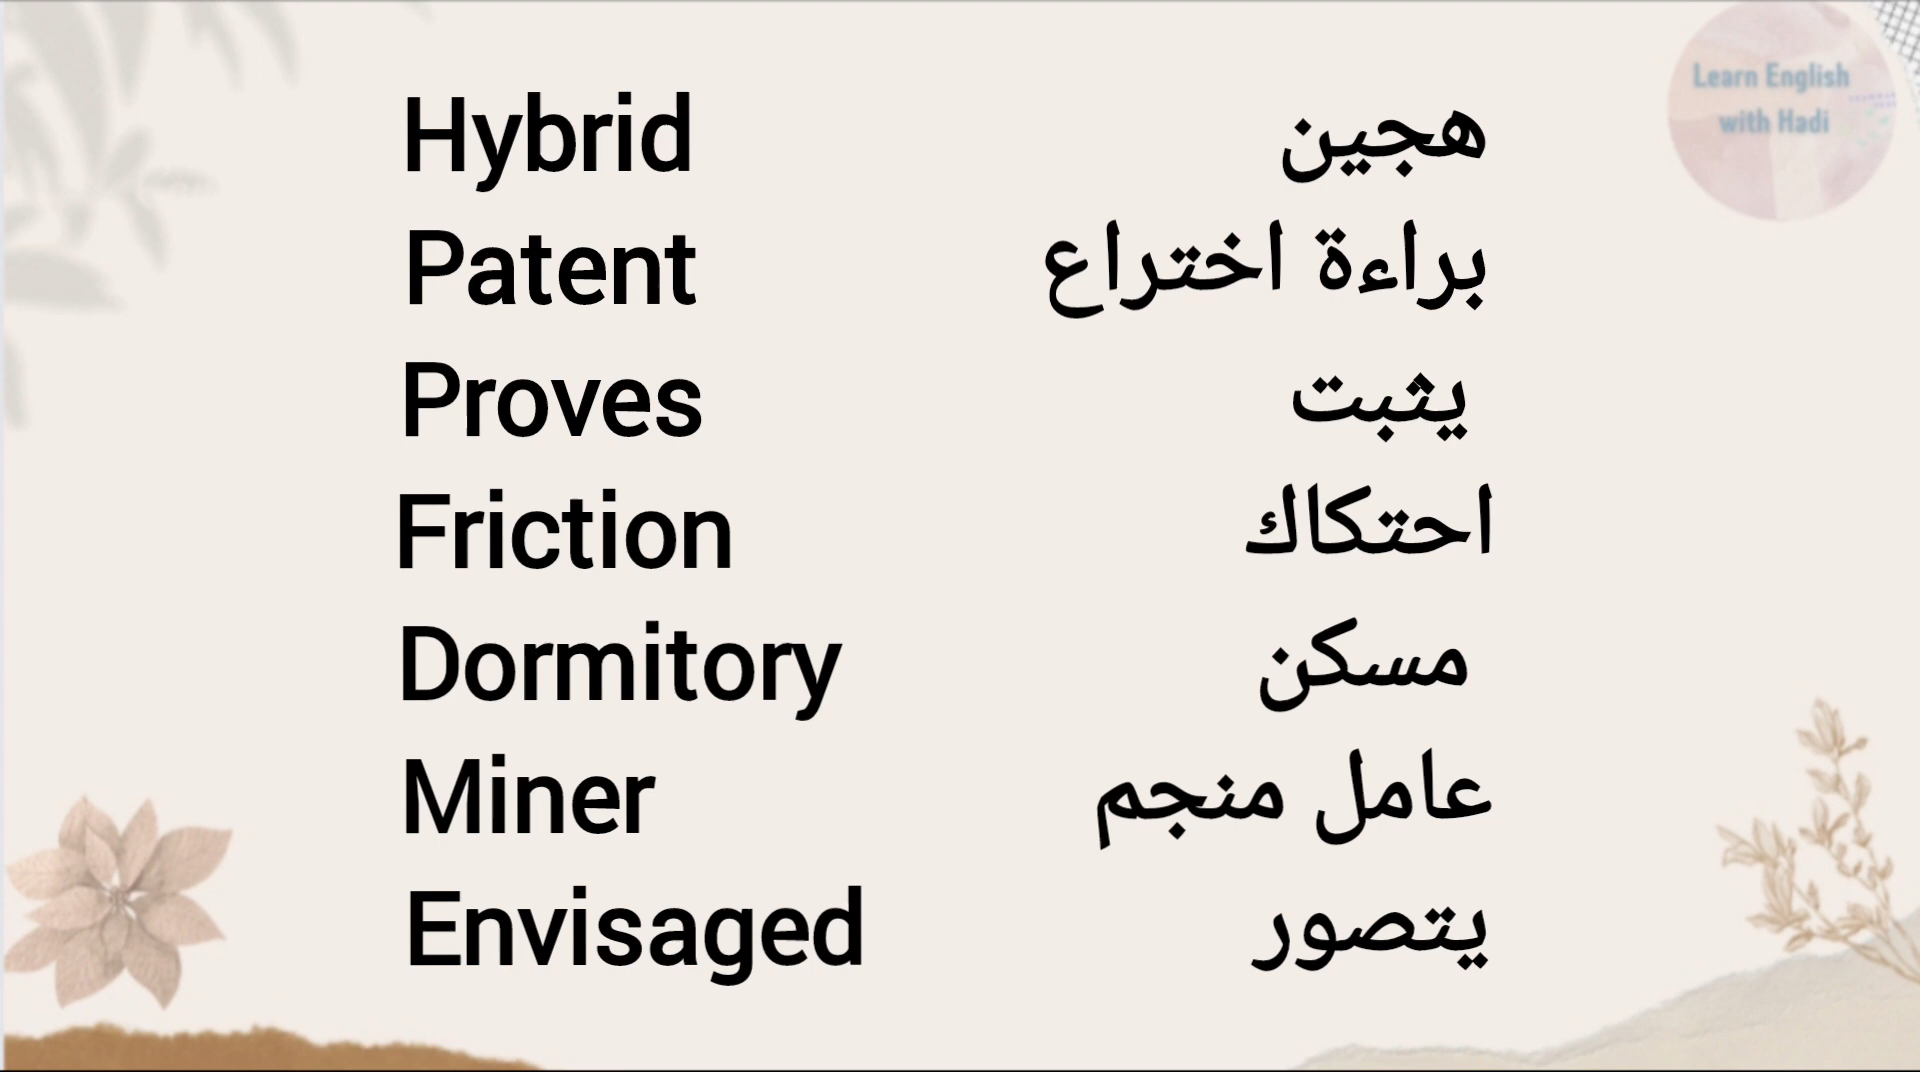 Learn English
with Hadi
Hybrid هجين
Patent براءة اختراع
Proves يثبت
Friction احتكاك
Dormitory مسكن
Miner عامل منجم
Envisaged يتصور